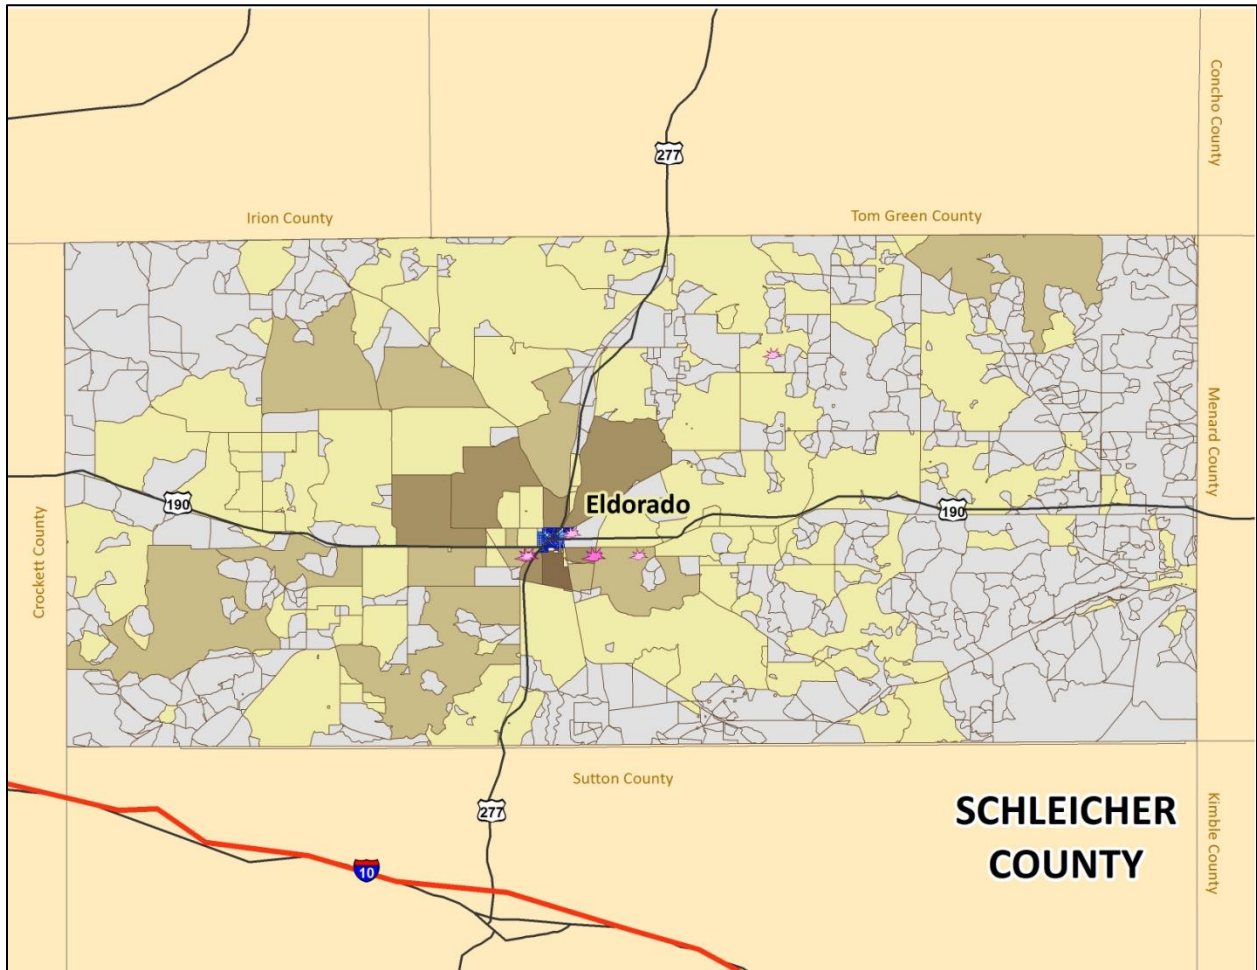 Concho County
277
Irion County
Tom Green County
Menard County
190
Eldorado
190
Crockett County
Sutton County
277
SCHLEICHER
COUNTY
Kimble County
10